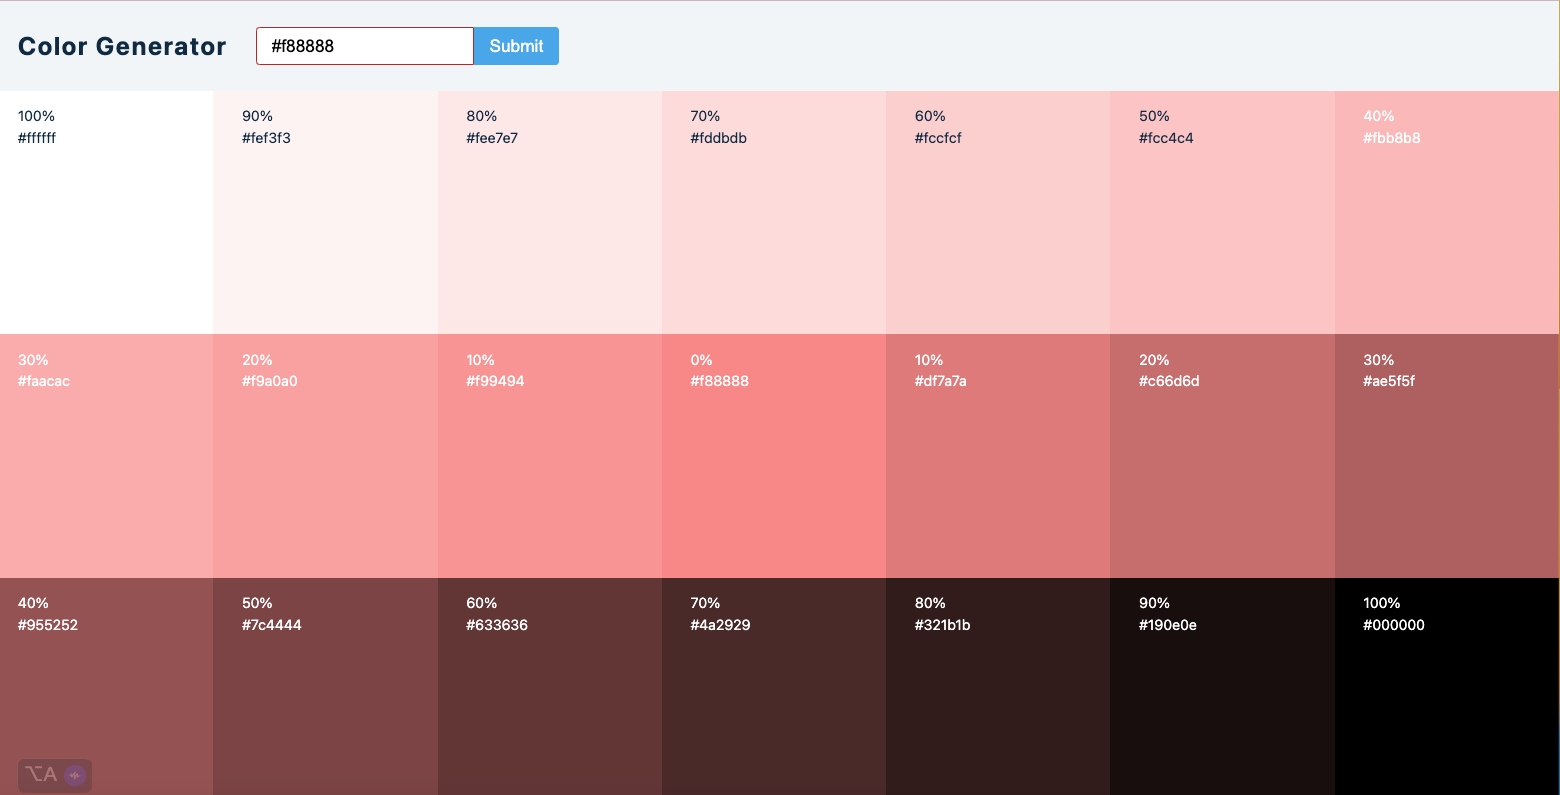 Color Generator
#f88888
Submit
100%
#ffffff
90%
#fef3f3
80%
#fee7e7
70%
#fddbdb
60%
#fccfcf
50%
#fcc4c4
40%
#fbb8b8
30%
#faacac
20%
#f9a0a0
10%
#f99494
0%
#f88888
10%
#df7a7a
20%
#c66d6d
30%
#ae5f5f
40%
#955252
50%
#7c4444
60%
#633636
70%
#4a2929
80%
#321b1b
90%
#190e0e
100%
#000000
⌥A